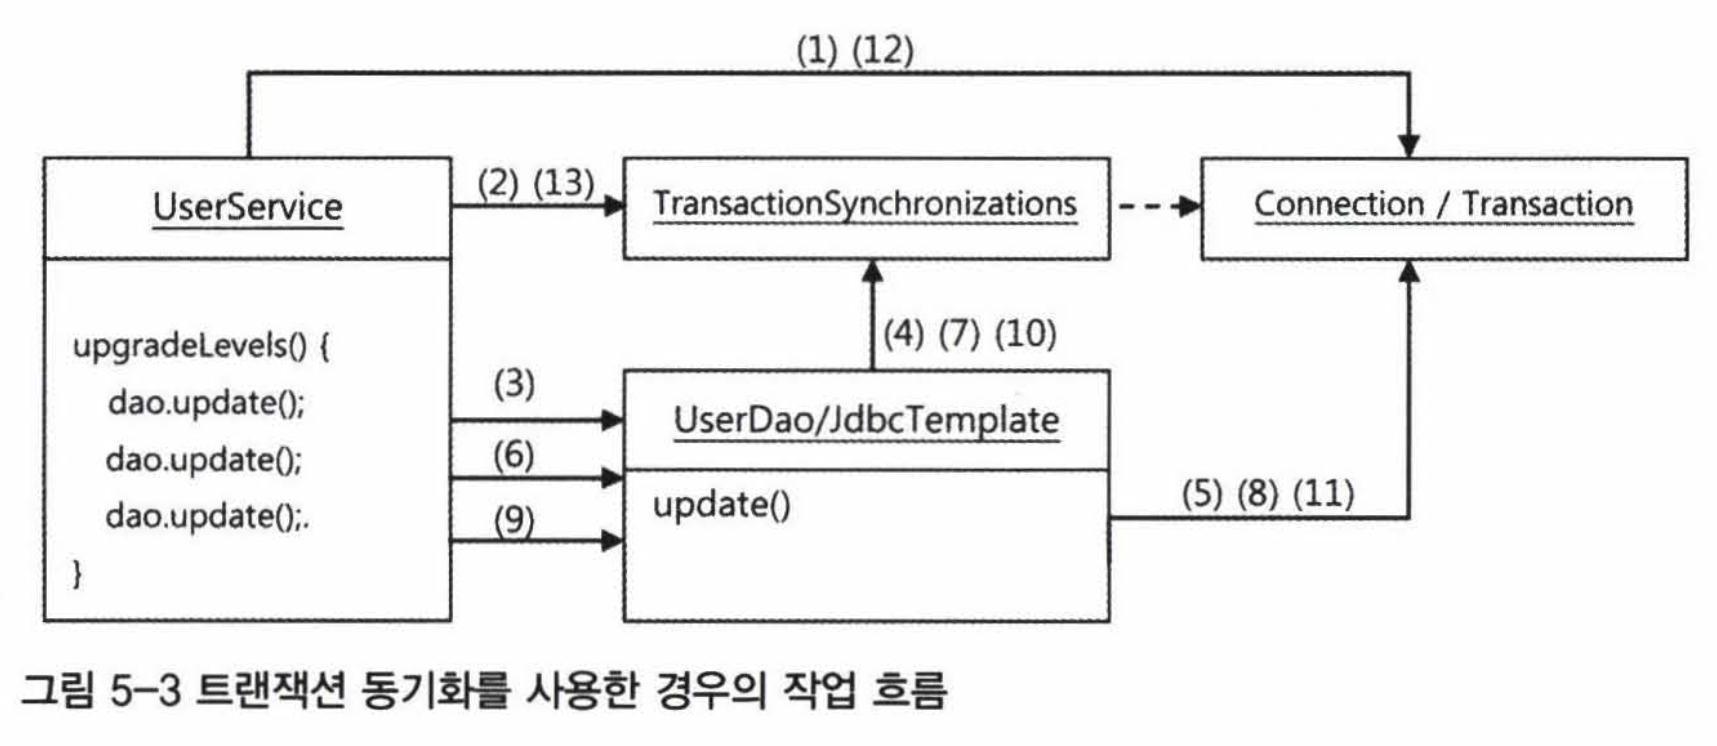 (1) (12)
UserService
(2) (13)
TransactionSynchronizations
Connection / Transaction
upgradeLevels() {
dao.update();
dao.update();
dao.update();.
}
(3)
(6)
(9)
(4) (7) (10)
UserDao/JdbcTemplate
update()
(5) (8) (11)
그림 5-3 트랜잭션 동기화를 사용한 경우의 작업 흐름